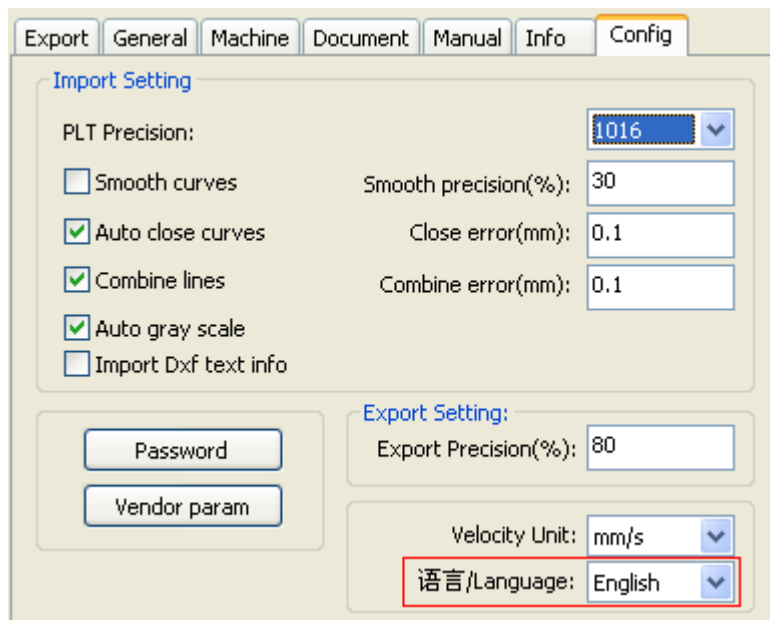 Export General Machine Document Manual Info Config
Import Setting
PLT Precision: 1016
Smooth curves Smooth precision(%): 30
Auto close curves Close error(mm): 0.1
Combine lines Combine error(mm): 0.1
Auto gray scale
Import Dxf text info
Password
Vendor param
Export Setting:
Export Precision(%): 80
Velocity Unit: mm/s
语言/Language: English